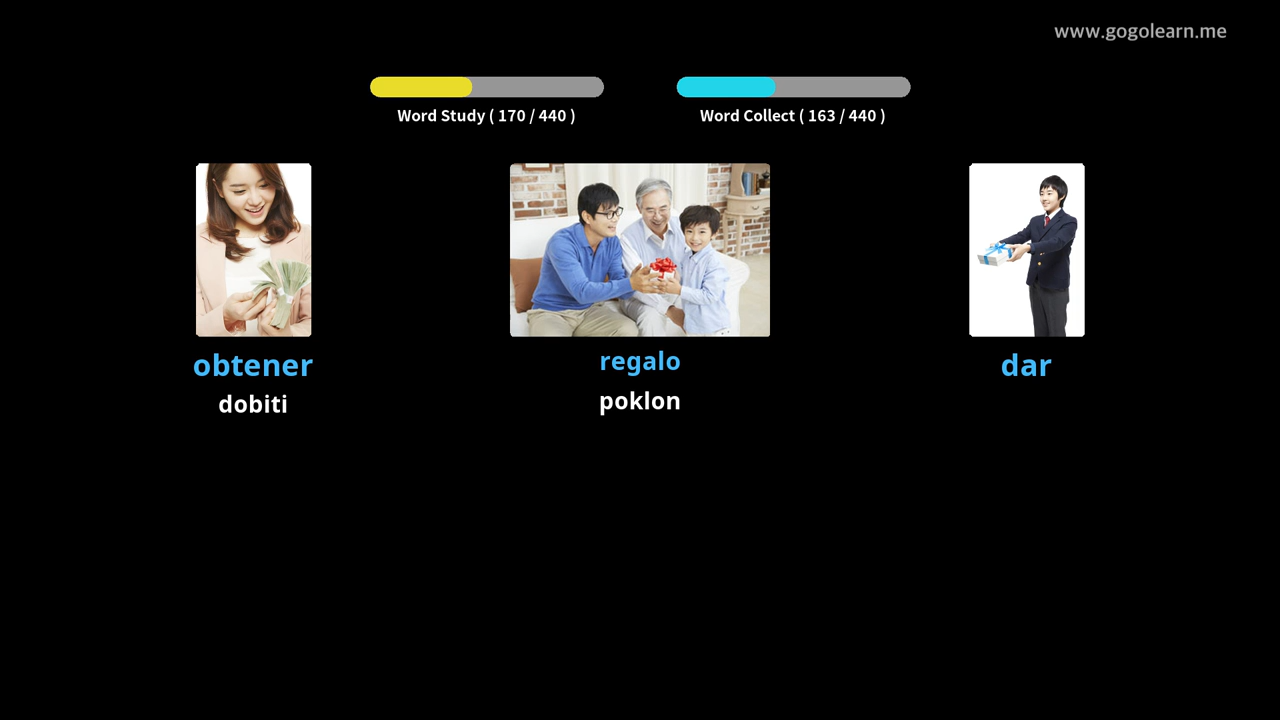 www.gogolearn.me
Word Study ( 170 / 440 )
Word Collect ( 163 / 440 )
obtener
dobiti
regalo
poklon
dar